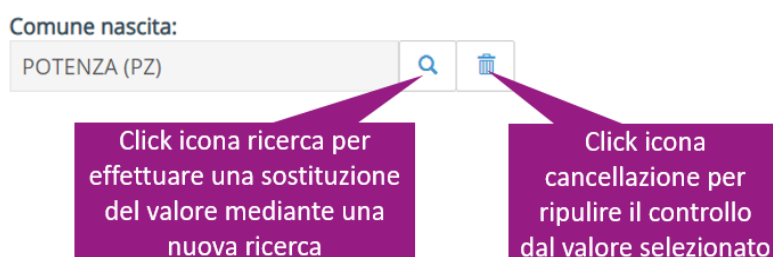 Comune nascita:
POTENZA (PZ)
Click icona ricerca per
effettuare una sostituzione
del valore mediante una
nuova ricerca
Click icona
cancellazione per
ripulire il controllo
dal valore selezionato